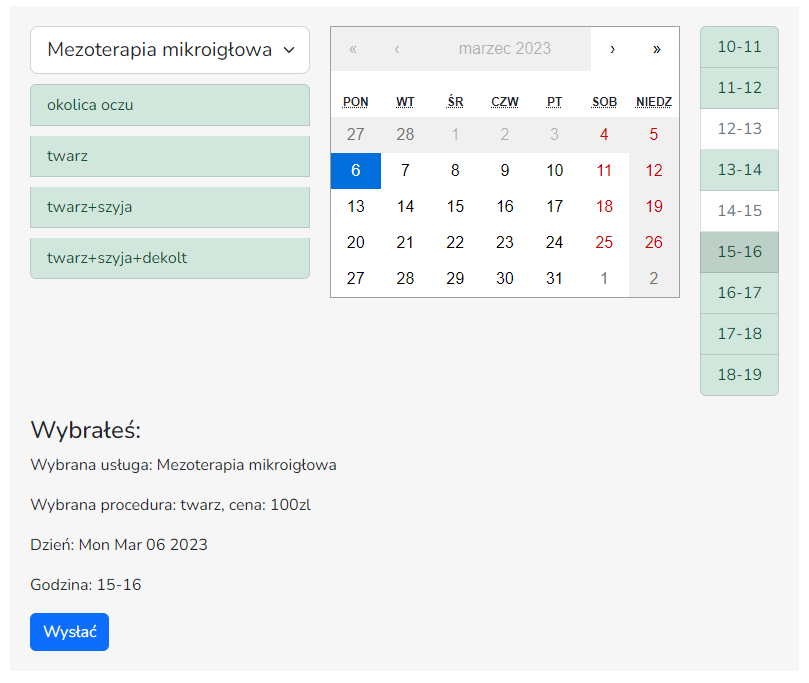 Mezoterapia mikroigłowa
okolica oczu
twarz
twarz+szyja
twarz+szyja+dekolt
« ‹ marzec 2023 › »
PON WT ŚR CZW PT SOB NIEDZ
27 28 1 2 3 4 5
6 7 8 9 10 11 12
13 14 15 16 17 18 19
20 21 22 23 24 25 26
27 28 29 30 31 1 2
10-11
11-12
12-13
13-14
14-15
15-16
16-17
17-18
18-19
Wybrałeś:
Wybrana usługa: Mezoterapia mikroigłowa
Wybrana procedura: twarz, cena: 100zl
Dzień: Mon Mar 06 2023
Godzina: 15-16
Wysłać